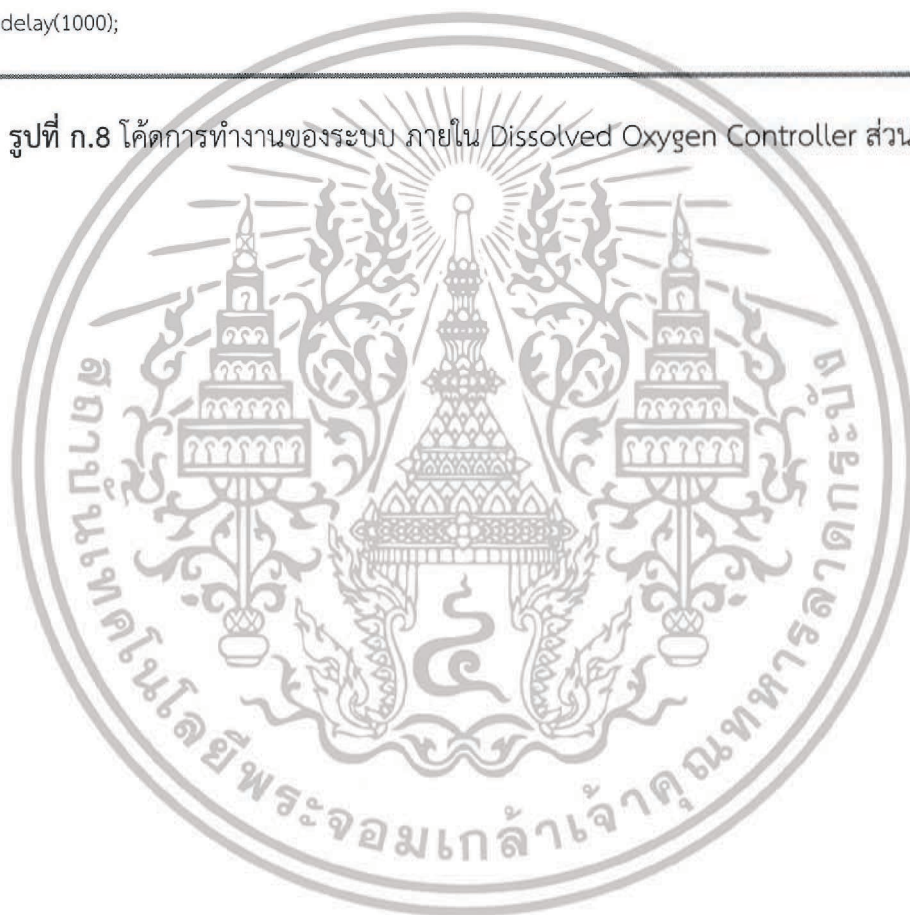 delay(1000);
รูปที่ ก.8 โค้ดการทำงานของระบบ ภายใน Dissolved Oxygen Controller ส่วน
สถาบันเทคโนโลยีพระจอมเกล้าเจ้าคุณทหารลาดกระบัง
๔